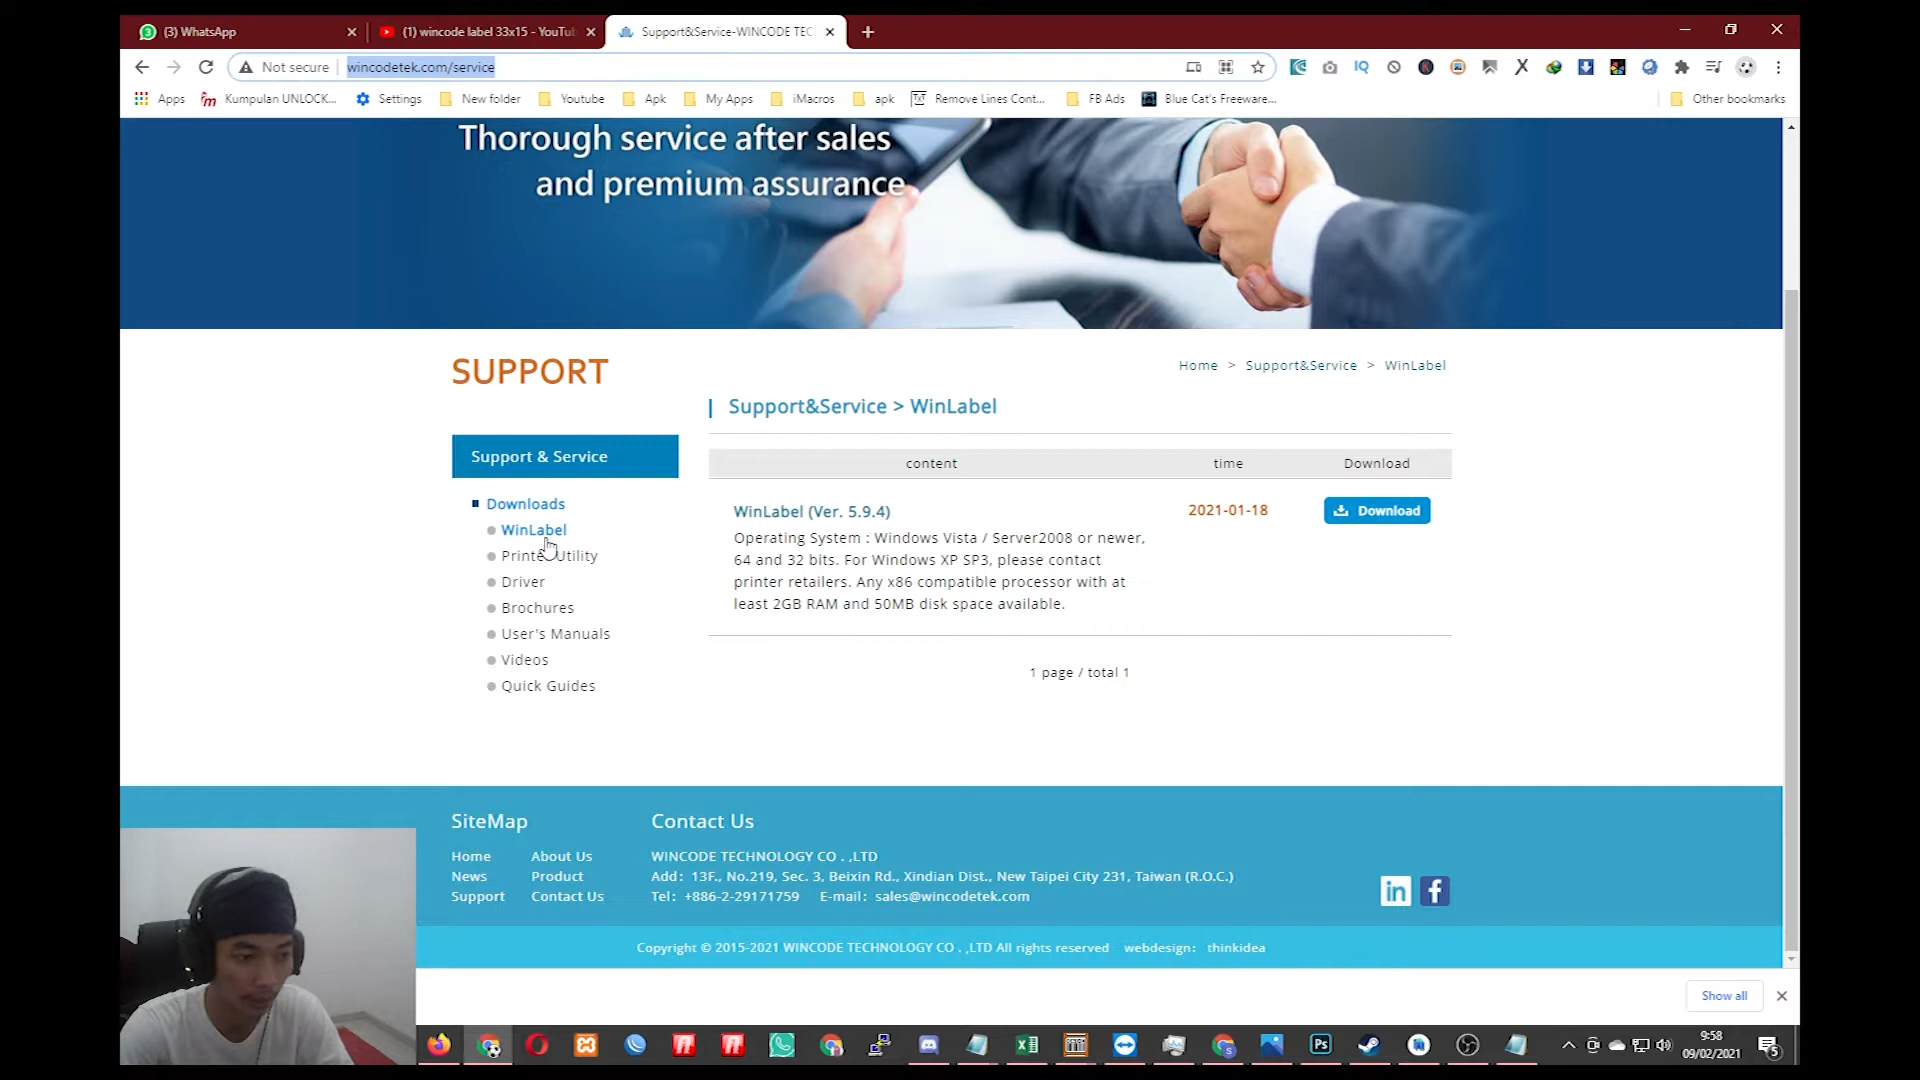 (3) WhatsApp
(1) wincode label 33x15 - YouTu
Support&Service-WINCODE TEC
Not secure
wincodetek.com/service
Apps
Kumpulan UNLOCK...
Settings
New folder
Youtube
Apk
My Apps
iMacros
apk
Remove Lines Cont...
FB Ads
Blue Cat's Freeware...
Other bookmarks
Thorough service after sales
and premium assurance
SUPPORT
Home > Support&Service > WinLabel
Support&Service > WinLabel
Support & Service
content time Download
Downloads
WinLabel
Printer Utility
Driver
Brochures
User's Manuals
Videos
Quick Guides
WinLabel (Ver. 5.9.4) 2021-01-18 Download
Operating System : Windows Vista / Server2008 or newer,
64 and 32 bits. For Windows XP SP3, please contact
printer retailers. Any x86 compatible processor with at
least 2GB RAM and 50MB disk space available.
1 page / total 1
SiteMap
Home About Us
News Product
Support Contact Us
Contact Us
WINCODE TECHNOLOGY CO . ,LTD
Add: 13F., No.219, Sec. 3, Beixin Rd., Xindian Dist., New Taipei City 231, Taiwan (R.O.C.)
Tel: +886-2-29171759 E-mail: sales@wincodetek.com
in f
Copyright © 2015-2021 WINCODE TECHNOLOGY CO . ,LTD All rights reserved webdesign: thinkidea
Show all
Ps
9:58
09/02/2021
5